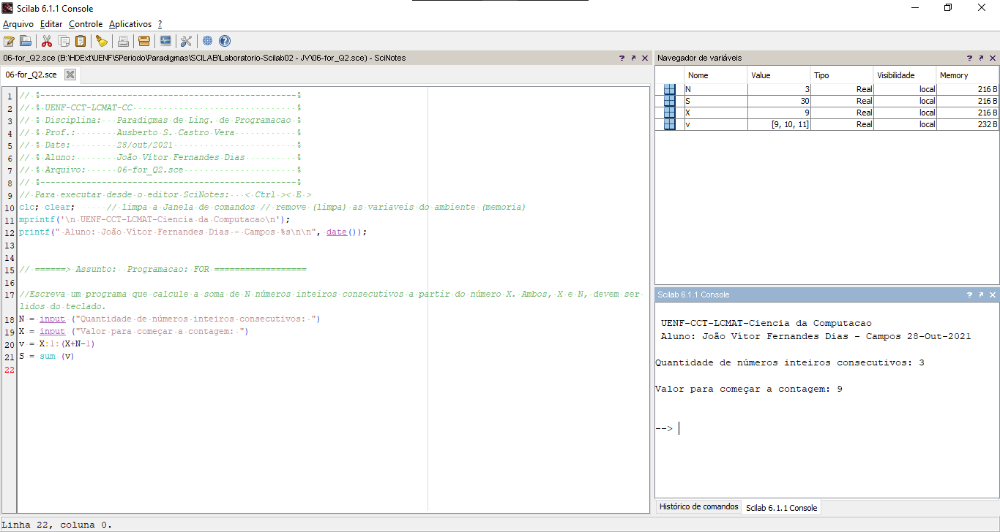 Scilab 6.1.1 Console
Arquivo Editar Controle Aplicativos ?
06-for_Q2.sce (B:\HDExt\UENF\5Periodo\Paradigmas\SCILAB\Laboratorio-Scilab02 - JV\06-for_Q2.sce) - SciNotes
06-for_Q2.sce
1 // %--------------------------------------------------%
2 // % UENF-CCT-LCMAT-CC %
3 // % Disciplina: Paradigmas de Ling. de Programacao %
4 // % Prof.: Ausberto S. Castro Vera %
5 // % Date: 28/out/2021 %
6 // % Aluno: João Vítor Fernandes Dias %
7 // % Arquivo: 06-for_Q2.sce %
8 // %--------------------------------------------------%
9 // Para executar desde o editor SciNotes: < Ctrl >< E >
10 clc; clear; // limpa a Janela de comandos // remove (limpa) as variaveis do ambiente (memoria)
11 mprintf('\n UENF-CCT-LCMAT-Ciencia da Computacao\n');
12 printf(" Aluno: João Vítor Fernandes Dias - Campos %s\n\n", date());
13
14
15 // ======> Assunto: Programacao: FOR ==================
16
17 //Escreva um programa que calcule a soma de N números inteiros consecutivos a partir do número X. Ambos, X e N, devem ser
lidos do teclado.
18 N = input ("Quantidade de números inteiros consecutivos: ")
19 X = input ("Valor para começar a contagem: ")
20 v = X:1:(X+N-1)
21 S = sum (v)
22
Linha 22, coluna 0.
Navegador de variáveis
Nome Value Tipo Visibilidade Memory
N 3 Real local 216 B
S 30 Real local 216 B
X 9 Real local 216 B
v [9, 10, 11] Real local 232 B
Scilab 6.1.1 Console
UENF-CCT-LCMAT-Ciencia da Computacao
Aluno: João Vítor Fernandes Dias - Campos 28-Out-2021
Quantidade de números inteiros consecutivos: 3
Valor para começar a contagem: 9
-->
Histórico de comandos Scilab 6.1.1 Console